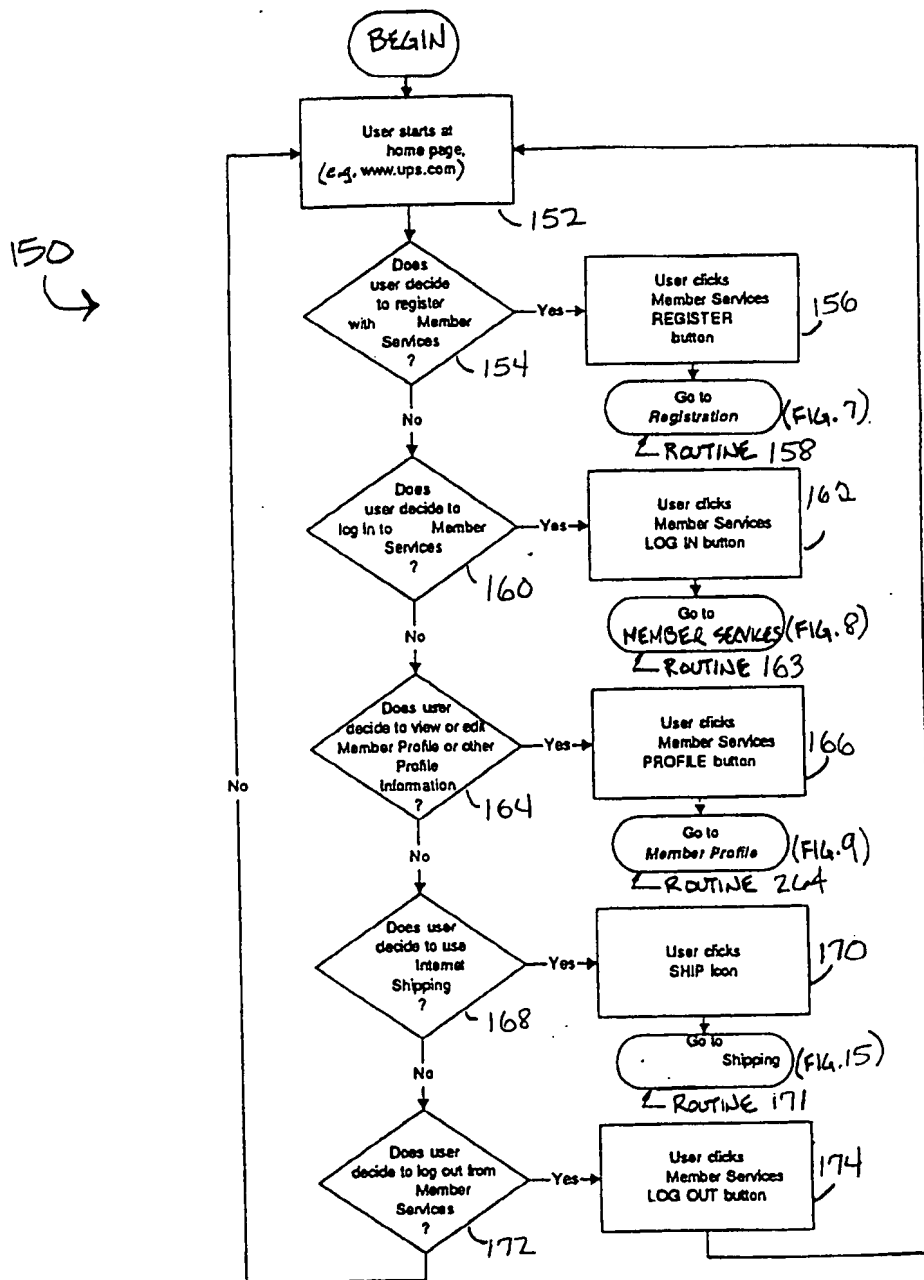 BEGIN
User starts at
home page,
(e.g. www.ups.com)
152
150
Does
user decide
to register
with Member
Services
?
154
Yes
User clicks
Member Services
REGISTER
button
156
Go to
Registration
(FIG. 7)
ROUTINE 158
No
Does
user decide to
log in to Member
Services
?
160
Yes
User clicks
Member Services
LOG IN button
162
Go to
MEMBER SERVICES (FIG. 8)
ROUTINE 163
No
Does user
decide to view or edit
Member Profile or other
Profile
Information
?
164
Yes
User clicks
Member Services
PROFILE button
166
Go to
Member Profile
(FIG. 9)
ROUTINE 264
No
No
Does user
decide to use
Internet
Shipping
?
168
Yes
User clicks
SHIP Icon
170
Go to
Shipping
(FIG. 15)
ROUTINE 171
No
Does user
decide to log out from
Member
Services
?
172
Yes
User clicks
Member Services
LOG OUT button
174